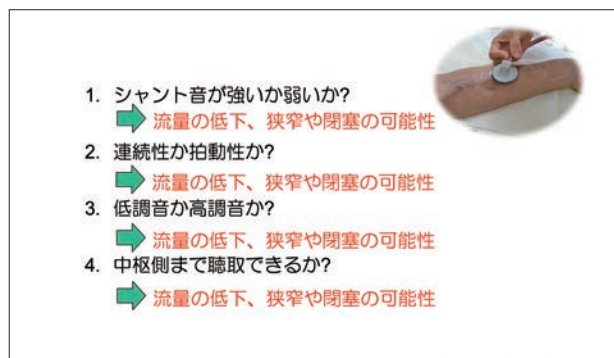 1. シャント音が強いか弱いか?
流量の低下、狭窄や閉塞の可能性
2. 連続性か拍動性か?
流量の低下、狭窄や閉塞の可能性
3. 低調音か高調音か?
流量の低下、狭窄や閉塞の可能性
4. 中枢側まで聴取できるか?
流量の低下、狭窄や閉塞の可能性